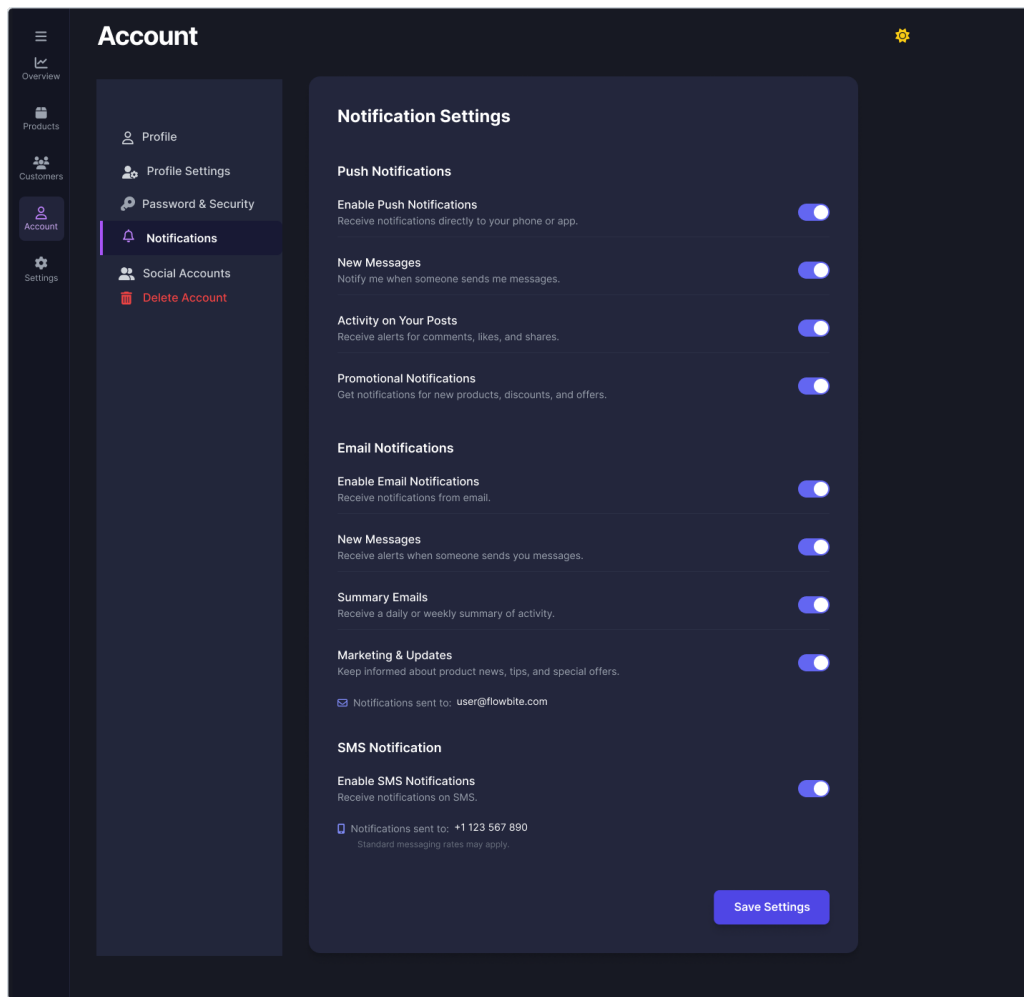 Account
Overview
Products
Customers
Account
Settings
Profile
Profile Settings
Password & Security
Notifications
Social Accounts
Delete Account
Notification Settings
Push Notifications
Enable Push Notifications
Receive notifications directly to your phone or app.
New Messages
Notify me when someone sends me messages.
Activity on Your Posts
Receive alerts for comments, likes, and shares.
Promotional Notifications
Get notifications for new products, discounts, and offers.
Email Notifications
Enable Email Notifications
Receive notifications from email.
New Messages
Receive alerts when someone sends you messages.
Summary Emails
Receive a daily or weekly summary of activity.
Marketing & Updates
Keep informed about product news, tips, and special offers.
Notifications sent to: user@flowbite.com
SMS Notification
Enable SMS Notifications
Receive notifications on SMS.
Notifications sent to: +1 123 567 890
Standard messaging rates may apply.
Save Settings